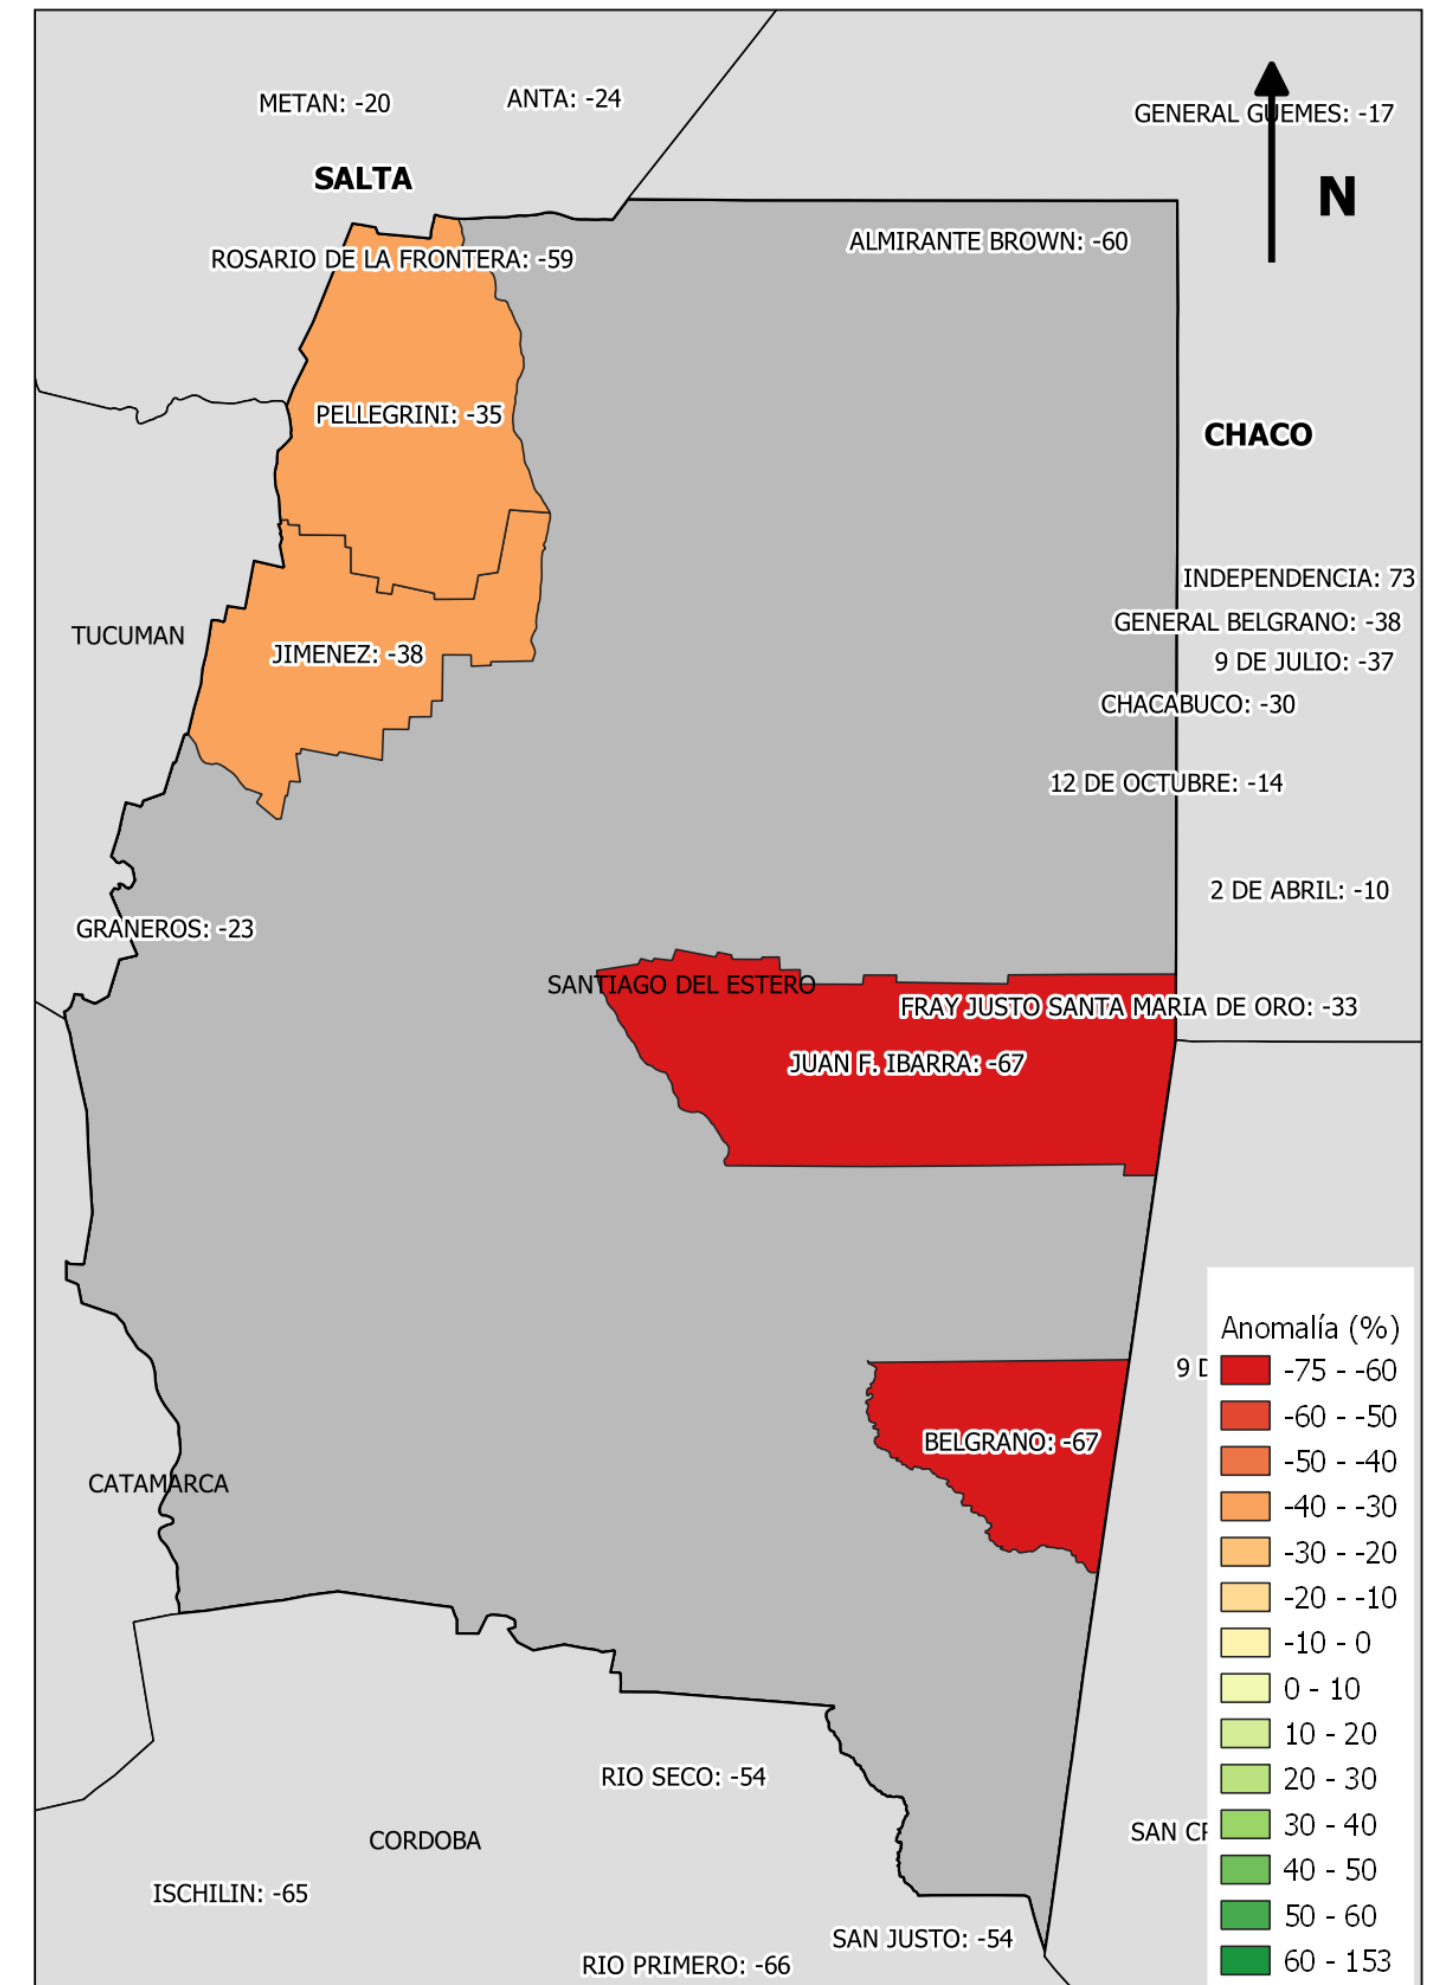 METAN: -20
ANTA: -24
GENERAL GUEMES: -17
SALTA
N
ALMIRANTE BROWN: -60
ROSARIO DE LA FRONTERA: -59
PELLEGRINI: -35
CHACO
INDEPENDENCIA: 73
GENERAL BELGRANO: -38
TUCUMAN
JIMENEZ: -38
9 DE JULIO: -37
CHACABUCO: -30
12 DE OCTUBRE: -14
2 DE ABRIL: -10
GRANEROS: -23
SANTIAGO DEL ESTERO
FRAY JUSTO SANTA MARIA DE ORO: -33
JUAN F. IBARRA: -67
9 D
BELGRANO: -67
CATAMARCA
RIO SECO: -54
SAN CR
CORDOBA
ISCHILIN: -65
SAN JUSTO: -54
RIO PRIMERO: -66
Anomalía (%)
-75 - -60
-60 - -50
-50 - -40
-40 - -30
-30 - -20
-20 - -10
-10 - 0
0 - 10
10 - 20
20 - 30
30 - 40
40 - 50
50 - 60
60 - 153